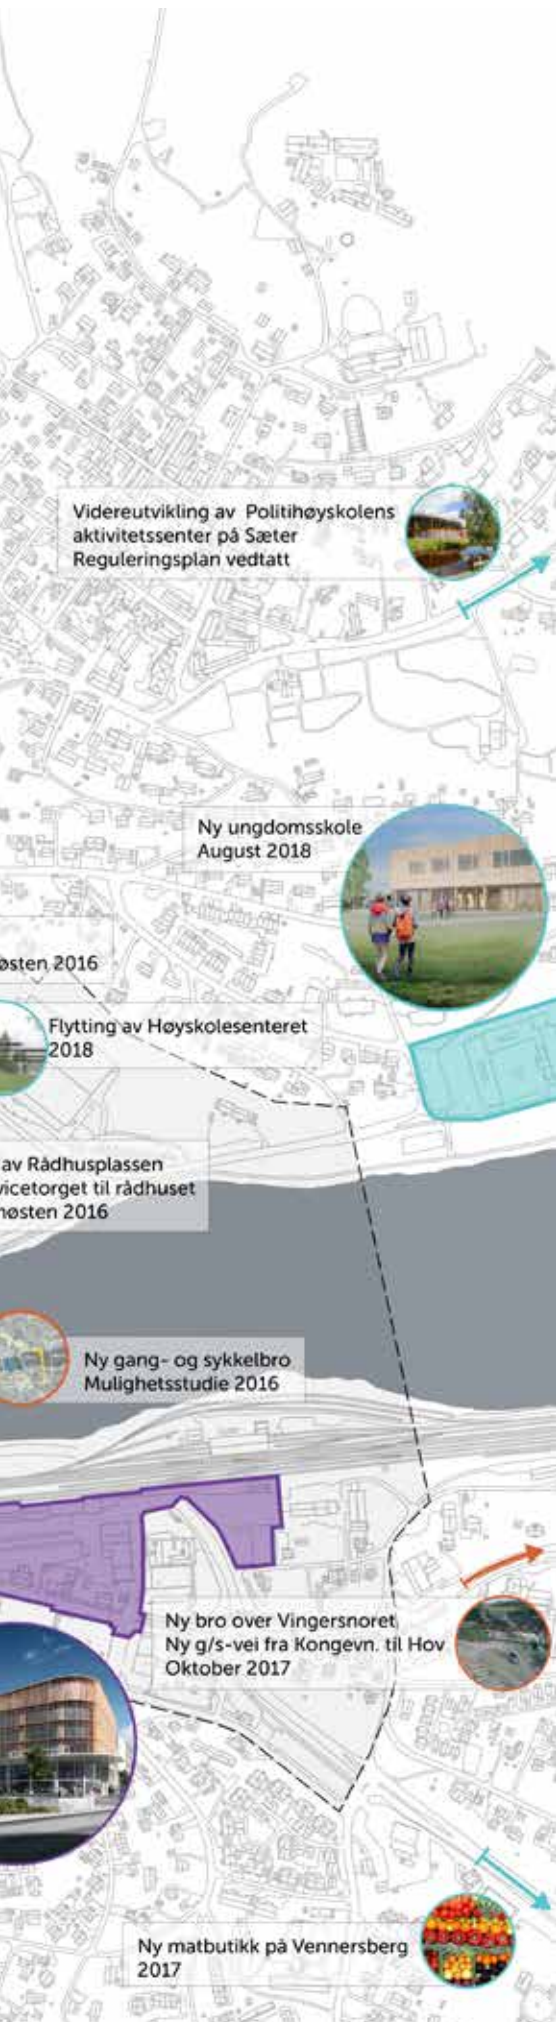 Videreutvikling av Politihøyskolens
aktivitetssenter på Sæter
Reguleringsplan vedtatt
Ny ungdomsskole
August 2018
østen 2016
Flytting av Høyskolesenteret
2018
av Rådhusplassen
vicetorget til rådhuset
høsten 2016
Ny gang- og sykkelbro
Mulighetsstudie 2016
Ny bro over Vingersnoret
Ny g/s-vei fra Kongevn. til Hov
Oktober 2017
Ny matbutikk på Vennersberg
2017